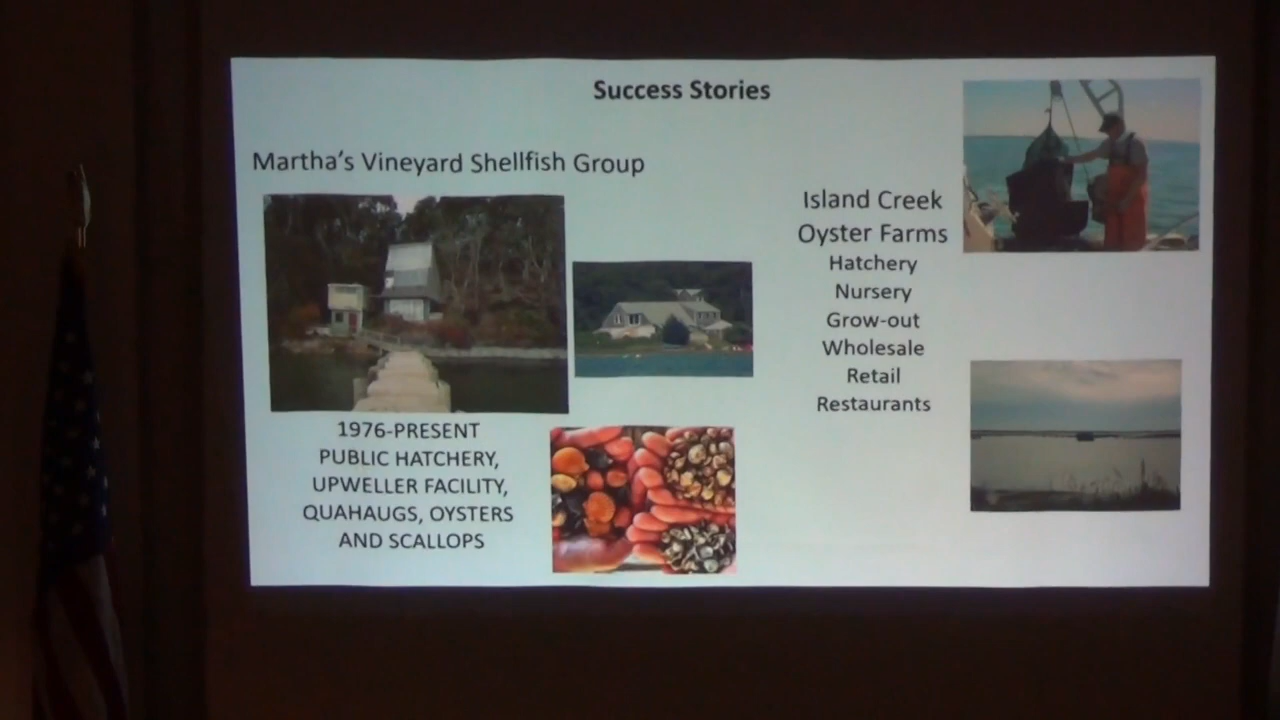 Success Stories
Martha's Vineyard Shellfish Group
1976-PRESENT
PUBLIC HATCHERY,
UPWELLER FACILITY,
QUAHAUGS, OYSTERS
AND SCALLOPS
Island Creek
Oyster Farms
Hatchery
Nursery
Grow-out
Wholesale
Retail
Restaurants